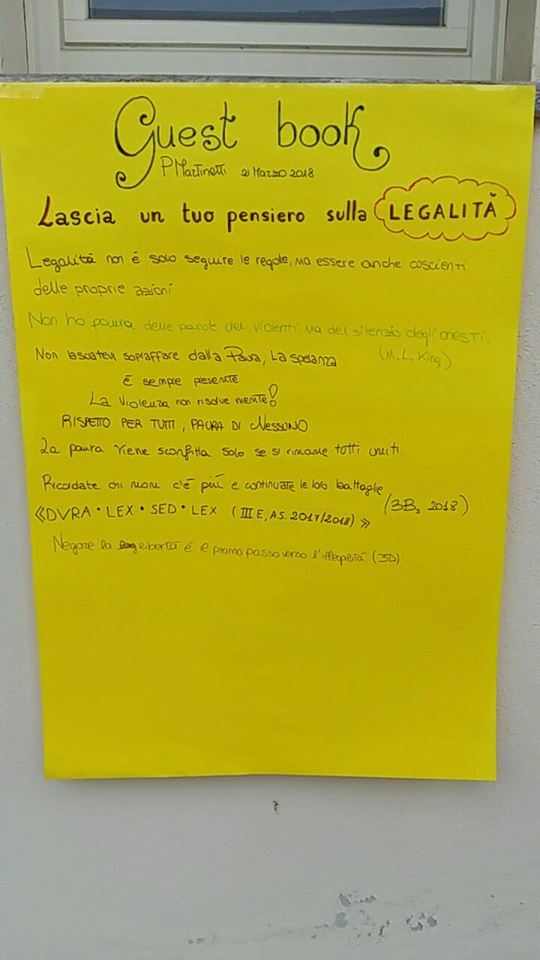 Guest book
P. Martinetti 21 Marzo 2018
Lascia un tuo pensiero sulla LEGALITÀ
Legalità non è solo seguire le regole, ma essere anche coscienti
delle proprie azioni
Non ho paura delle parole dei violenti, ma del silenzio degli onesti.
(M.L. King)
Non lasciatevi sopraffare dalla Paura, La speranza
è sempre presente
La Violenza non risolve niente!
RISPETTO PER TUTTI, PAURA DI NESSUNO
La paura viene sconfitta solo se si rimane tutti uniti.
Ricordate chi non c'é più e continuate le loro battaglie
(3B, 2018)
《DVRA • LEX • SED • LEX (III E, A.S. 2017/2018)》
Negare la libertà é il primo passo verso l'illegalità (3D)